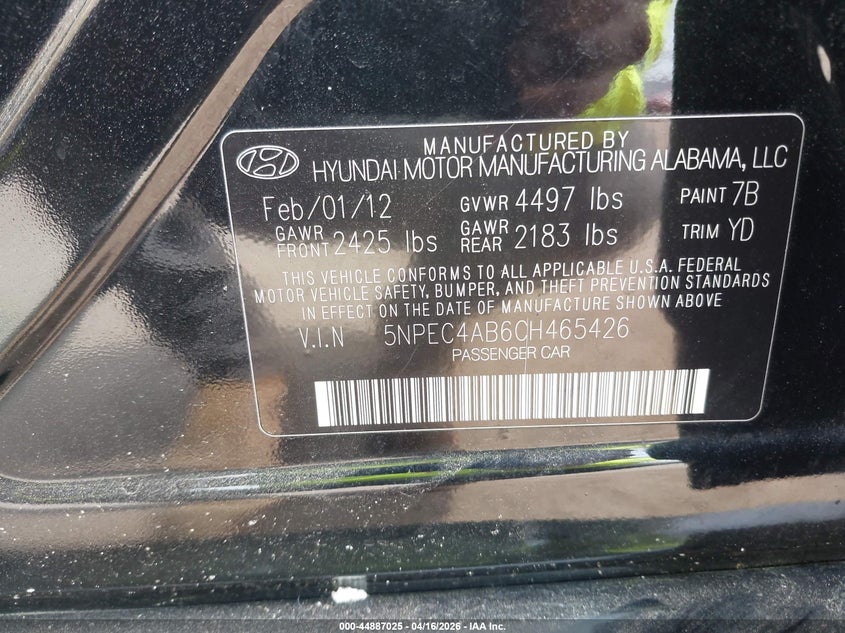 MANUFACTURED BY
HYUNDAI MOTOR MANUFACTURING ALABAMA, LLC
Feb/01/12 GVWR 4497 lbs PAINT 7B
GAWR FRONT 2425 lbs GAWR REAR 2183 lbs TRIM YD
THIS VEHICLE CONFORMS TO ALL APPLICABLE U.S.A. FEDERAL
MOTOR VEHICLE SAFETY, BUMPER, AND THEFT PREVENTION STANDARDS
IN EFFECT ON THE DATE OF MANUFACTURE SHOWN ABOVE
V.I.N 5NPEC4AB6CH465426
PASSENGER CAR
000-44887025 - 04/16/2026 - IAA Inc.